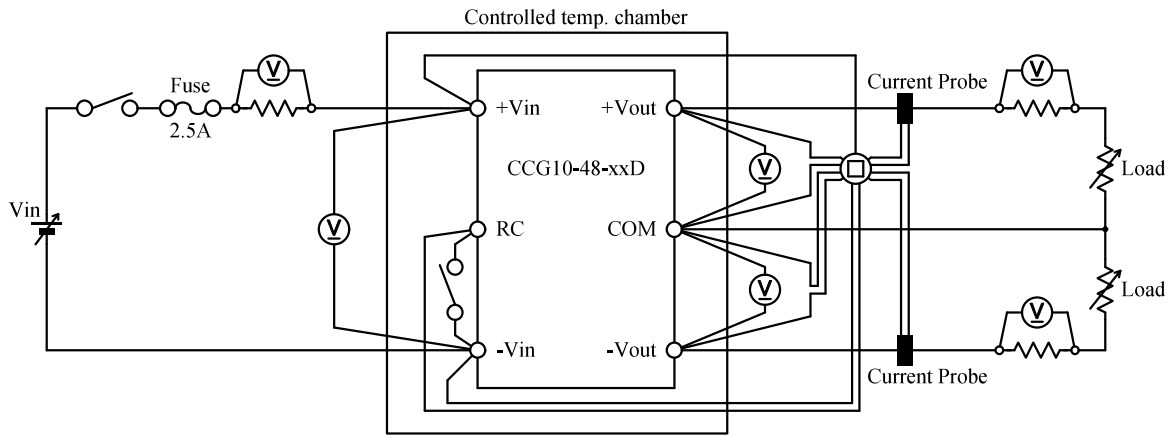 Controlled temp. chamber
V
Fuse
2.5A
V
Current Probe
V
+Vin
+Vout
CCG10-48-xxD
V
Load
Vin
V
RC
COM
V
Load
V
-Vin
-Vout
Current Probe